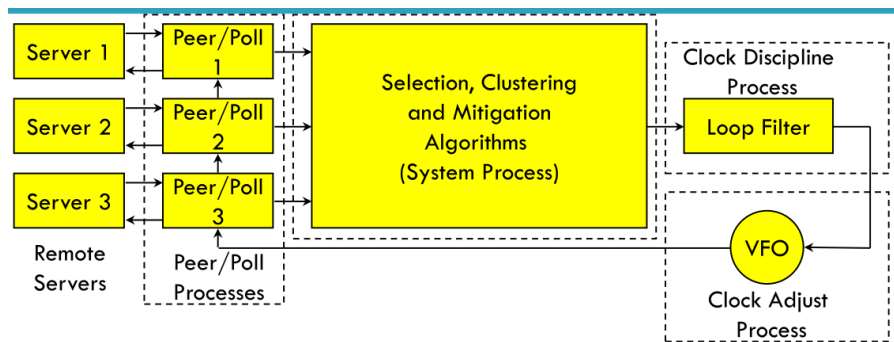 Server 1
Peer/Poll
1
Server 2
Peer/Poll
2
Server 3
Peer/Poll
3
Remote
Servers
Peer/Poll
Processes
Selection, Clustering
and Mitigation
Algorithms
(System Process)
Clock Discipline
Process
Loop Filter
VFO
Clock Adjust
Process